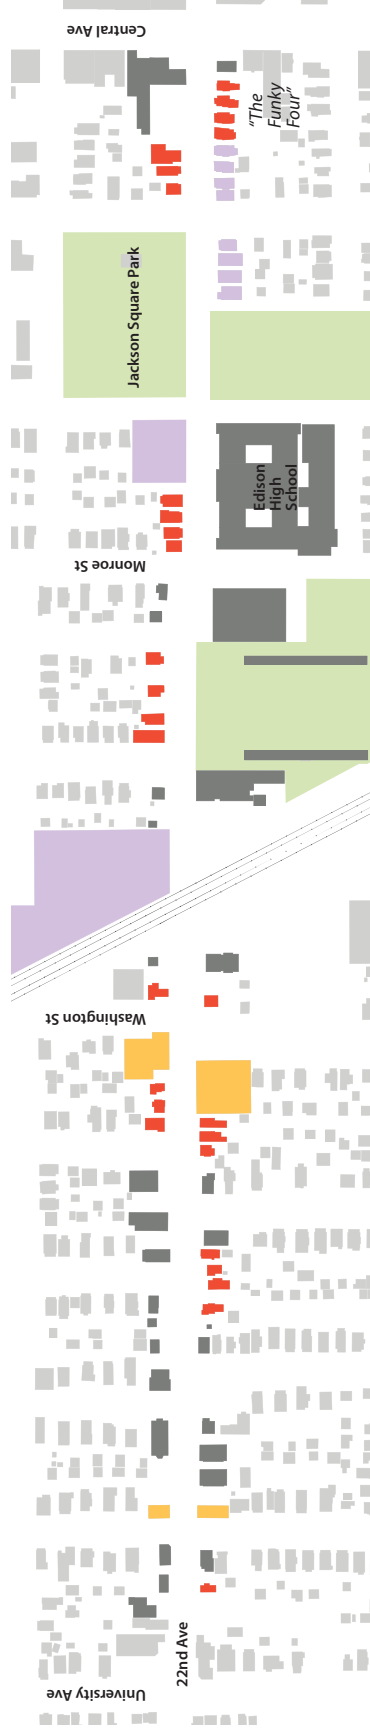 Central Ave
"The
Funky
Four"
Jackson Square Park
Edison
High
School
Monroe St
Washington St
22nd Ave
University Ave